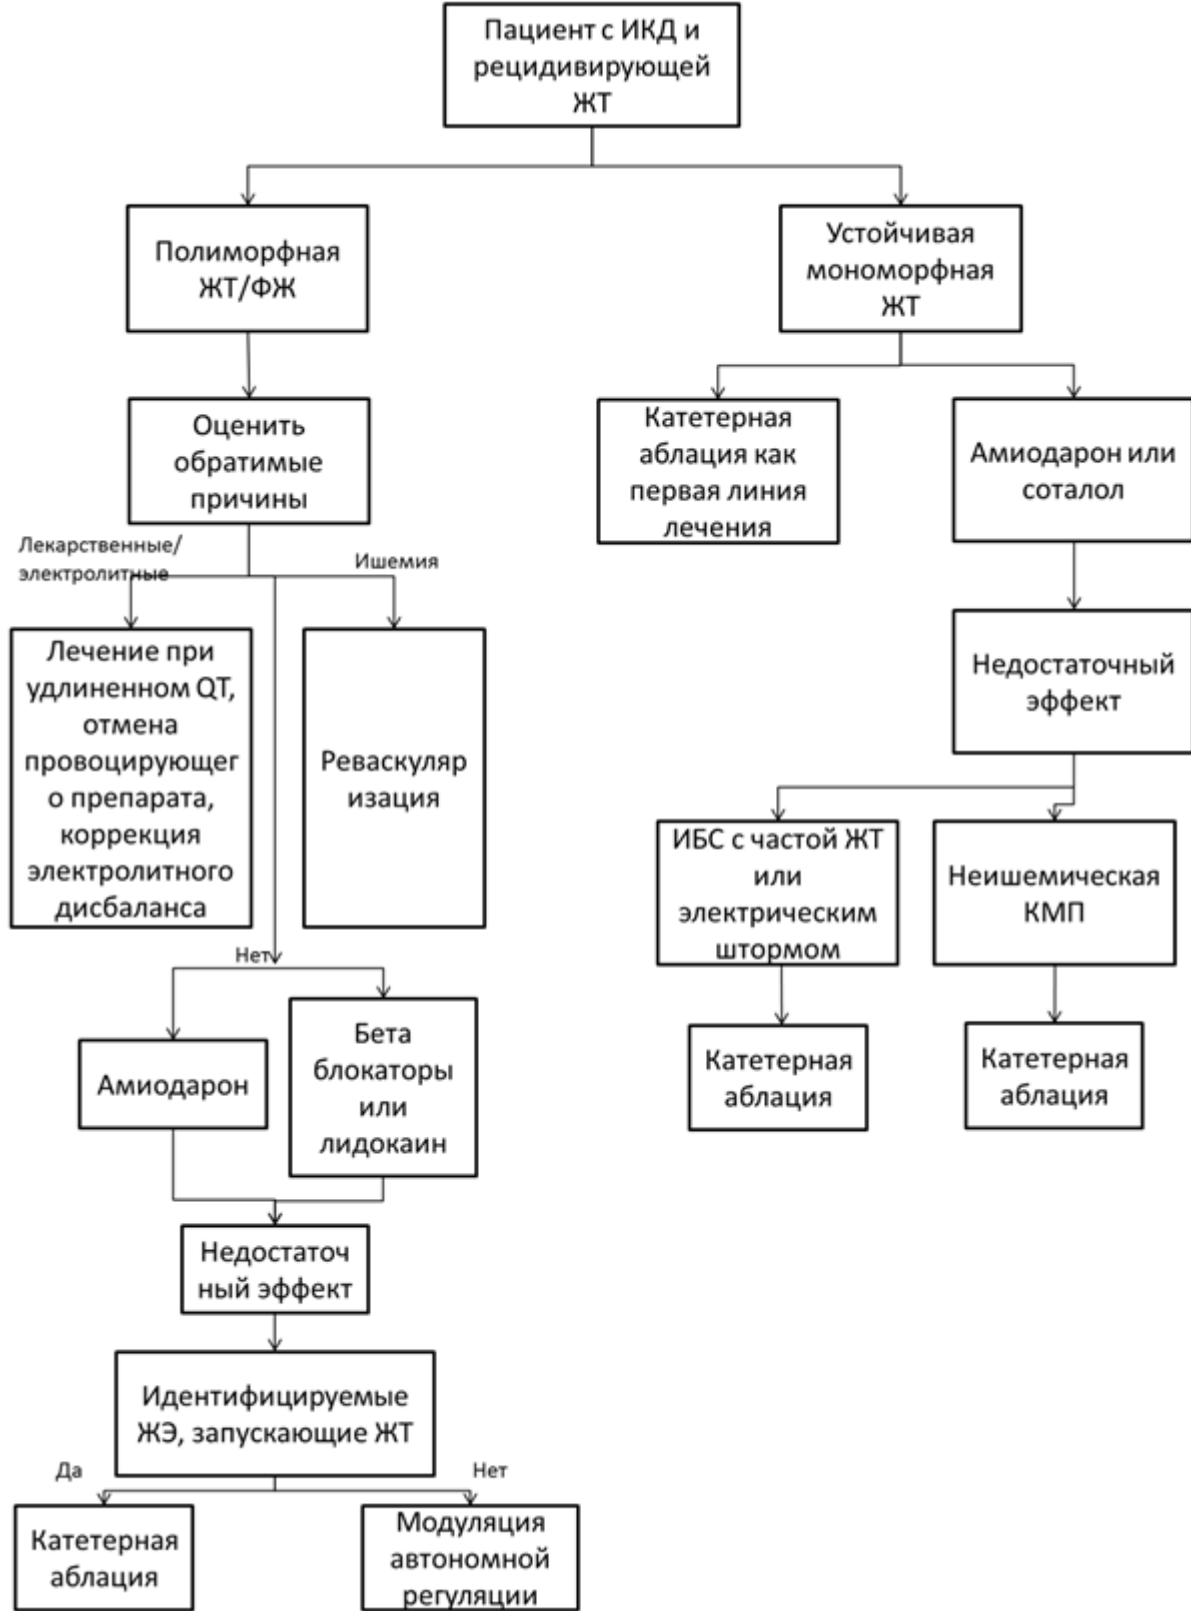 Пациент с ИКД и
рецидивирующей
ЖТ
Полиморфная
ЖТ/ФЖ
Устойчивая
мономорфная
ЖТ
Оценить
обратимые
причины
Катетерная
аблация как
первая линия
лечения
Амиодарон или
соталол
Лекарственные/
электролитные
Ишемия
Лечение при
удлиненном QT,
отмена
провоцирующег
о препарата,
коррекция
электролитного
дисбаланса
Реваскуляр
изация
Недостаточный
эффект
ИБС с частой ЖТ
или
электрическим
штормом
Неишемическая
КМП
Нет
Амиодарон
Бета
блокаторы
или
лидокаин
Катетерная
аблация
Катетерная
аблация
Недостаточ
ный эффект
Идентифицируемые
ЖЭ, запускающие ЖТ
Да
Нет
Катетерная
аблация
Модуляция
автономной
регуляции